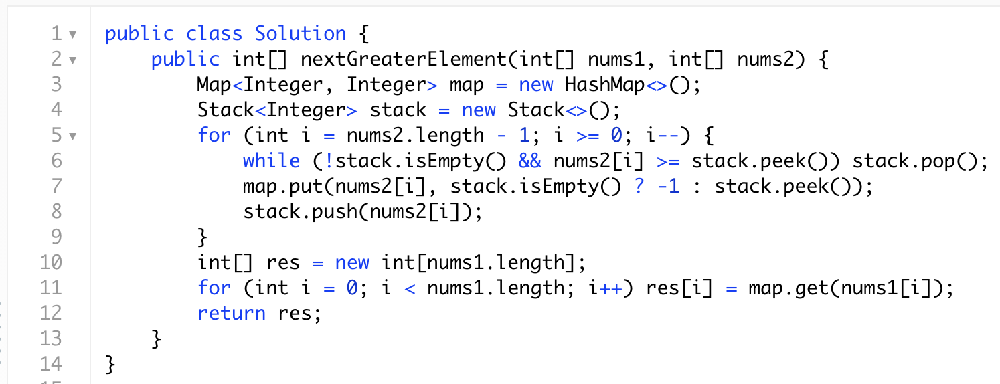 1 public class Solution {
2 public int[] nextGreaterElement(int[] nums1, int[] nums2) {
3 Map<Integer, Integer> map = new HashMap<>();
4 Stack<Integer> stack = new Stack<>();
5 for (int i = nums2.length - 1; i >= 0; i--) {
6 while (!stack.isEmpty() && nums2[i] >= stack.peek()) stack.pop();
7 map.put(nums2[i], stack.isEmpty() ? -1 : stack.peek());
8 stack.push(nums2[i]);
9 }
10 int[] res = new int[nums1.length];
11 for (int i = 0; i < nums1.length; i++) res[i] = map.get(nums1[i]);
12 return res;
13 }
14 }